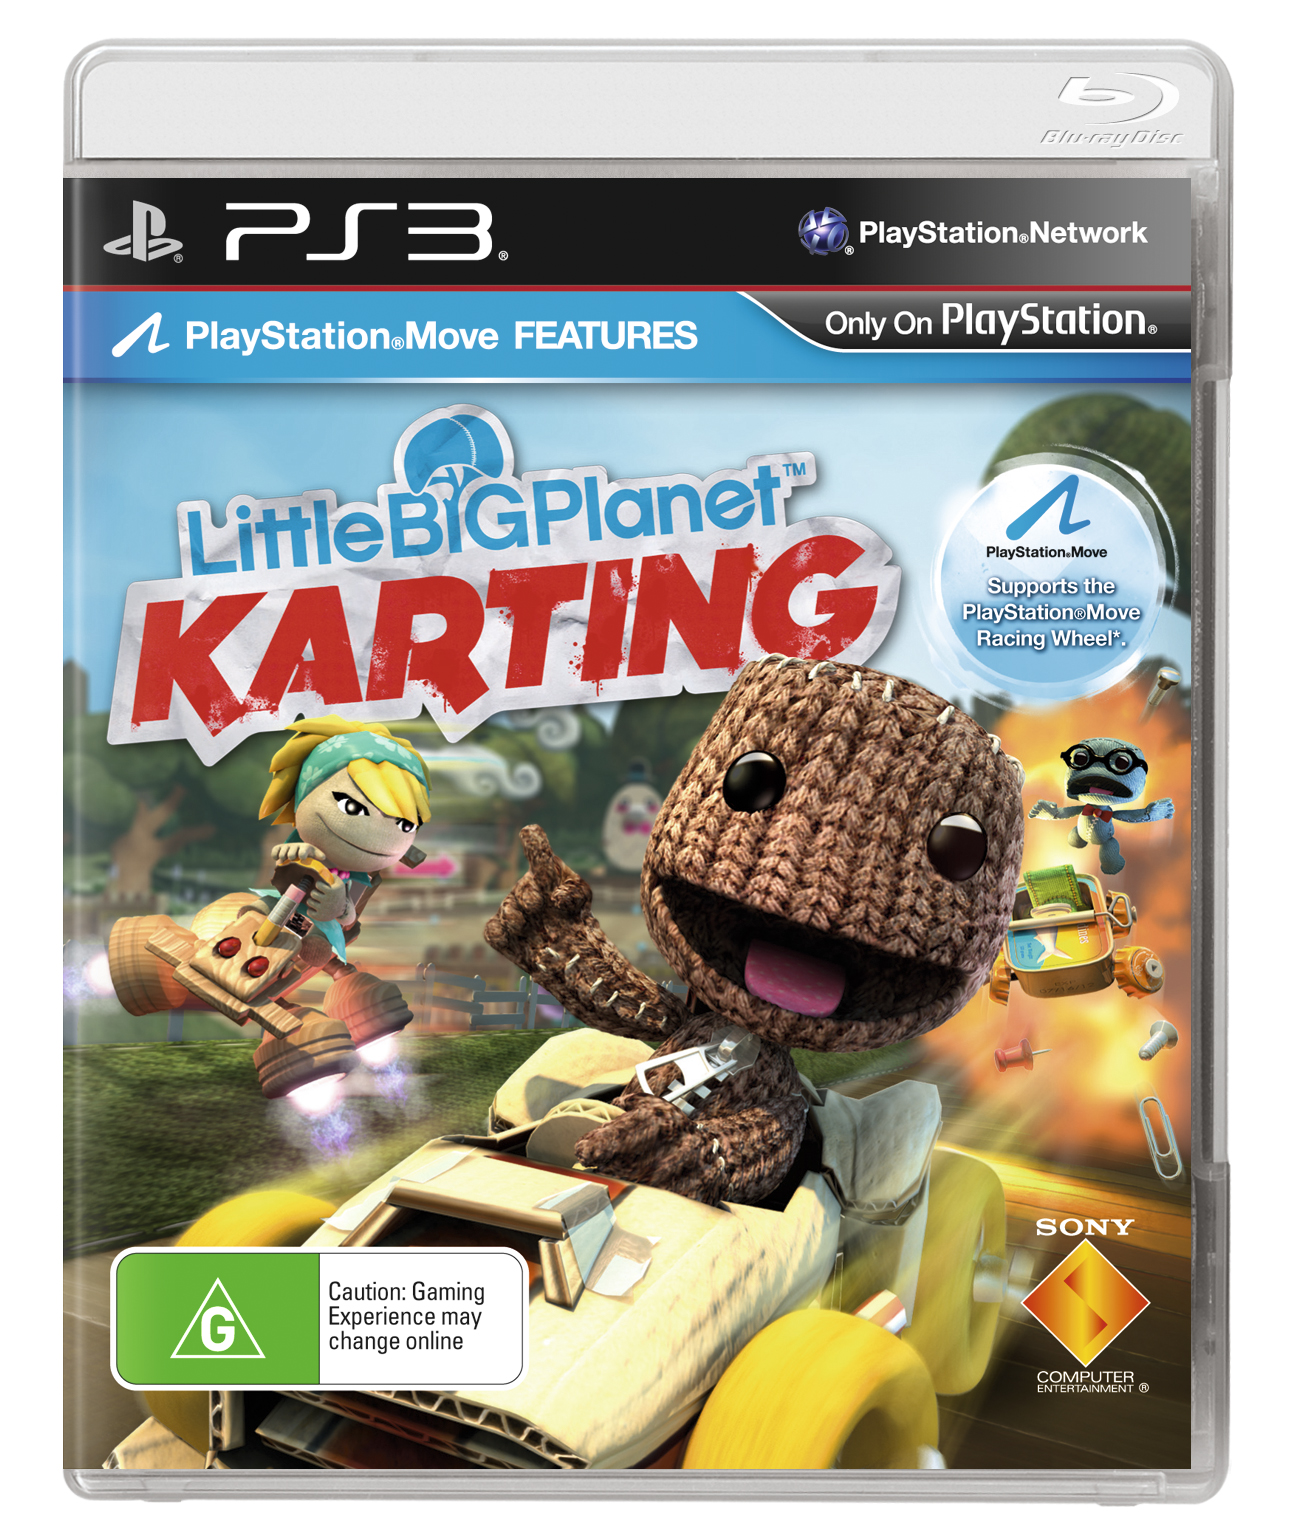 Blu-ray Disc
PS3®
PlayStation®Network
PlayStation®Move FEATURES
Only On PlayStation®
LittleBIGPlanet™
KARTING
PlayStation®Move
Supports the
PlayStation®Move
Racing Wheel*.
G
Caution: Gaming
Experience may
change online
SONY
COMPUTER
ENTERTAINMENT ®